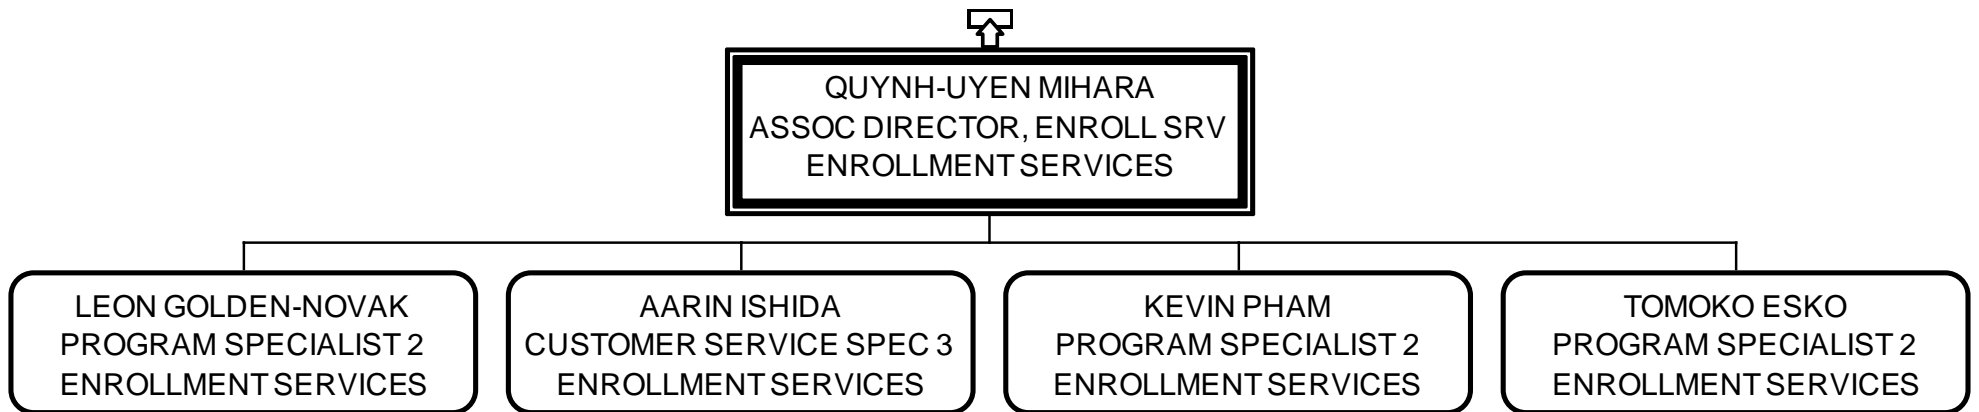 QUYNH-UYEN MIHARA
ASSOC DIRECTOR, ENROLL SRV
ENROLLMENT SERVICES
LEON GOLDEN-NOVAK
PROGRAM SPECIALIST 2
ENROLLMENT SERVICES
AARIN ISHIDA
CUSTOMER SERVICE SPEC 3
ENROLLMENT SERVICES
KEVIN PHAM
PROGRAM SPECIALIST 2
ENROLLMENT SERVICES
TOMOKO ESKO
PROGRAM SPECIALIST 2
ENROLLMENT SERVICES